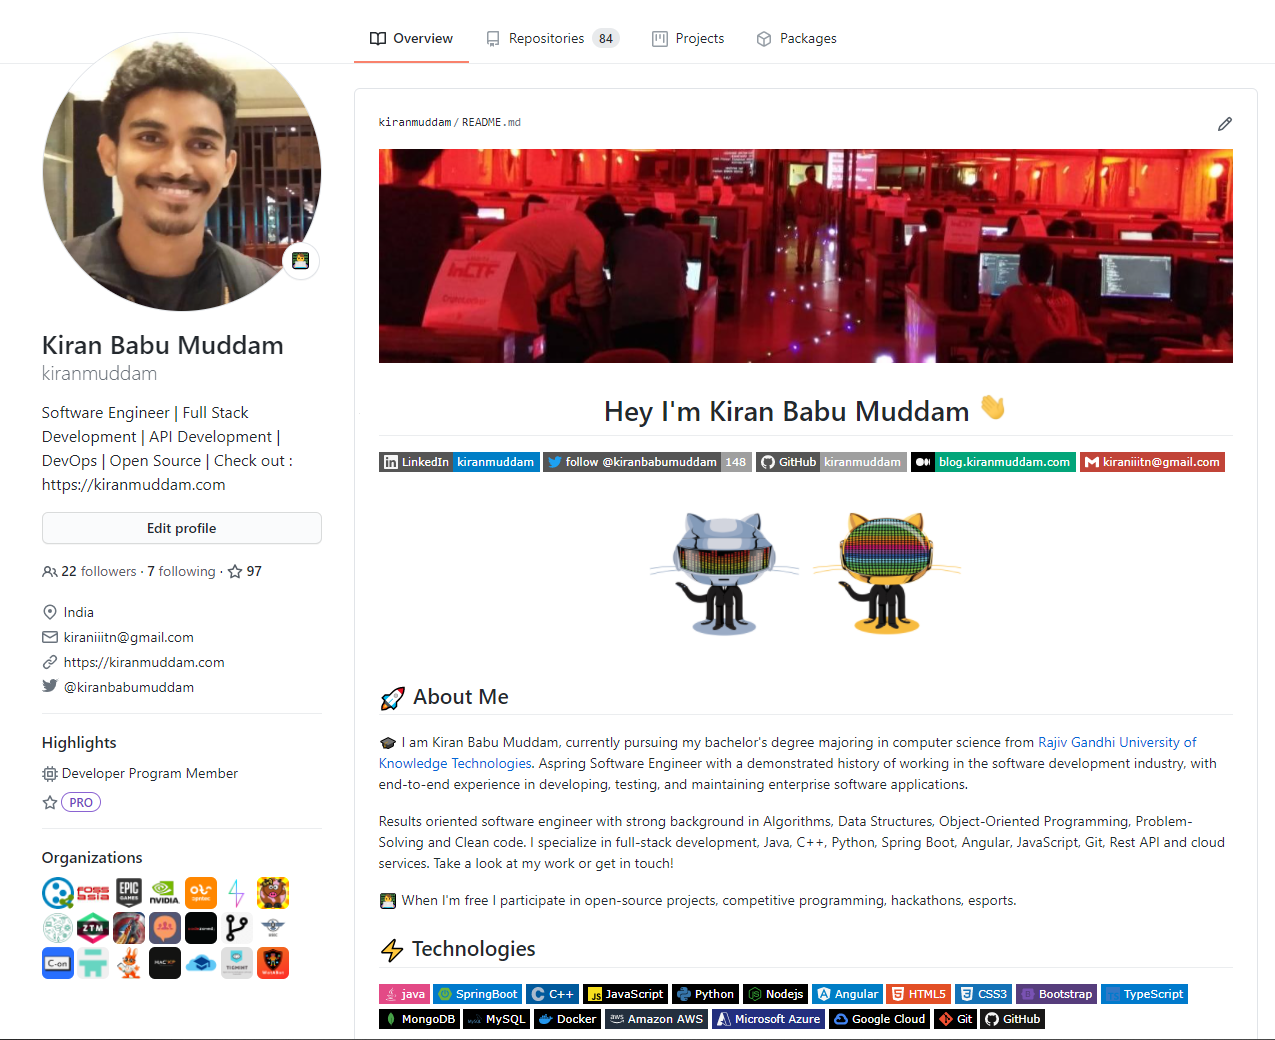 Overview
Repositories 84
Projects
Packages
Kiran Babu Muddam
kiranmuddam
Software Engineer | Full Stack
Development | API Development |
DevOps | Open Source | Check out :
https://kiranmuddam.com
Edit profile
22 followers · 7 following · 97
India
kiraniiitn@gmail.com
https://kiranmuddam.com
@kiranbabumuddam
Highlights
Developer Program Member
PRO
Organizations
FOSS
ASIA
EPIC
GAMES
NVIDIA
ZTM
C-on
kiranmuddam / README.md
InCTF
Hey I'm Kiran Babu Muddam
LinkedIn kiranmuddam
follow @kiranbabumuddam 148
GitHub kiranmuddam
blog.kiranmuddam.com
kiraniiitn@gmail.com
About Me
I am Kiran Babu Muddam, currently pursuing my bachelor's degree majoring in computer science from Rajiv Gandhi University of
Knowledge Technologies. Aspring Software Engineer with a demonstrated history of working in the software development industry, with
end-to-end experience in developing, testing, and maintaining enterprise software applications.
Results oriented software engineer with strong background in Algorithms, Data Structures, Object-Oriented Programming, Problem-
Solving and Clean code. I specialize in full-stack development, Java, C++, Python, Spring Boot, Angular, JavaScript, Git, Rest API and cloud
services. Take a look at my work or get in touch!
When I'm free I participate in open-source projects, competitive programming, hackathons, esports.
Technologies
java SpringBoot C++ JavaScript Python Nodejs Angular HTML5 CSS3 Bootstrap TypeScript
MongoDB MySQL Docker Amazon AWS Microsoft Azure Google Cloud Git GitHub